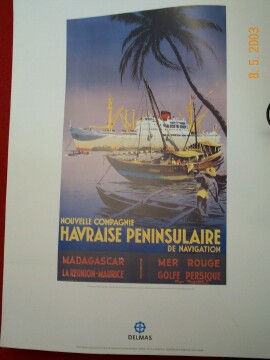 8. 5. 2003
NOUVELLE COMPAGNIE
HAVRAISE PENINSULAIRE
DE NAVIGATION
MADAGASCAR
LA REUNION-MAURICE
MER ROUGE
GOLFE PERSIQUE
DELMAS